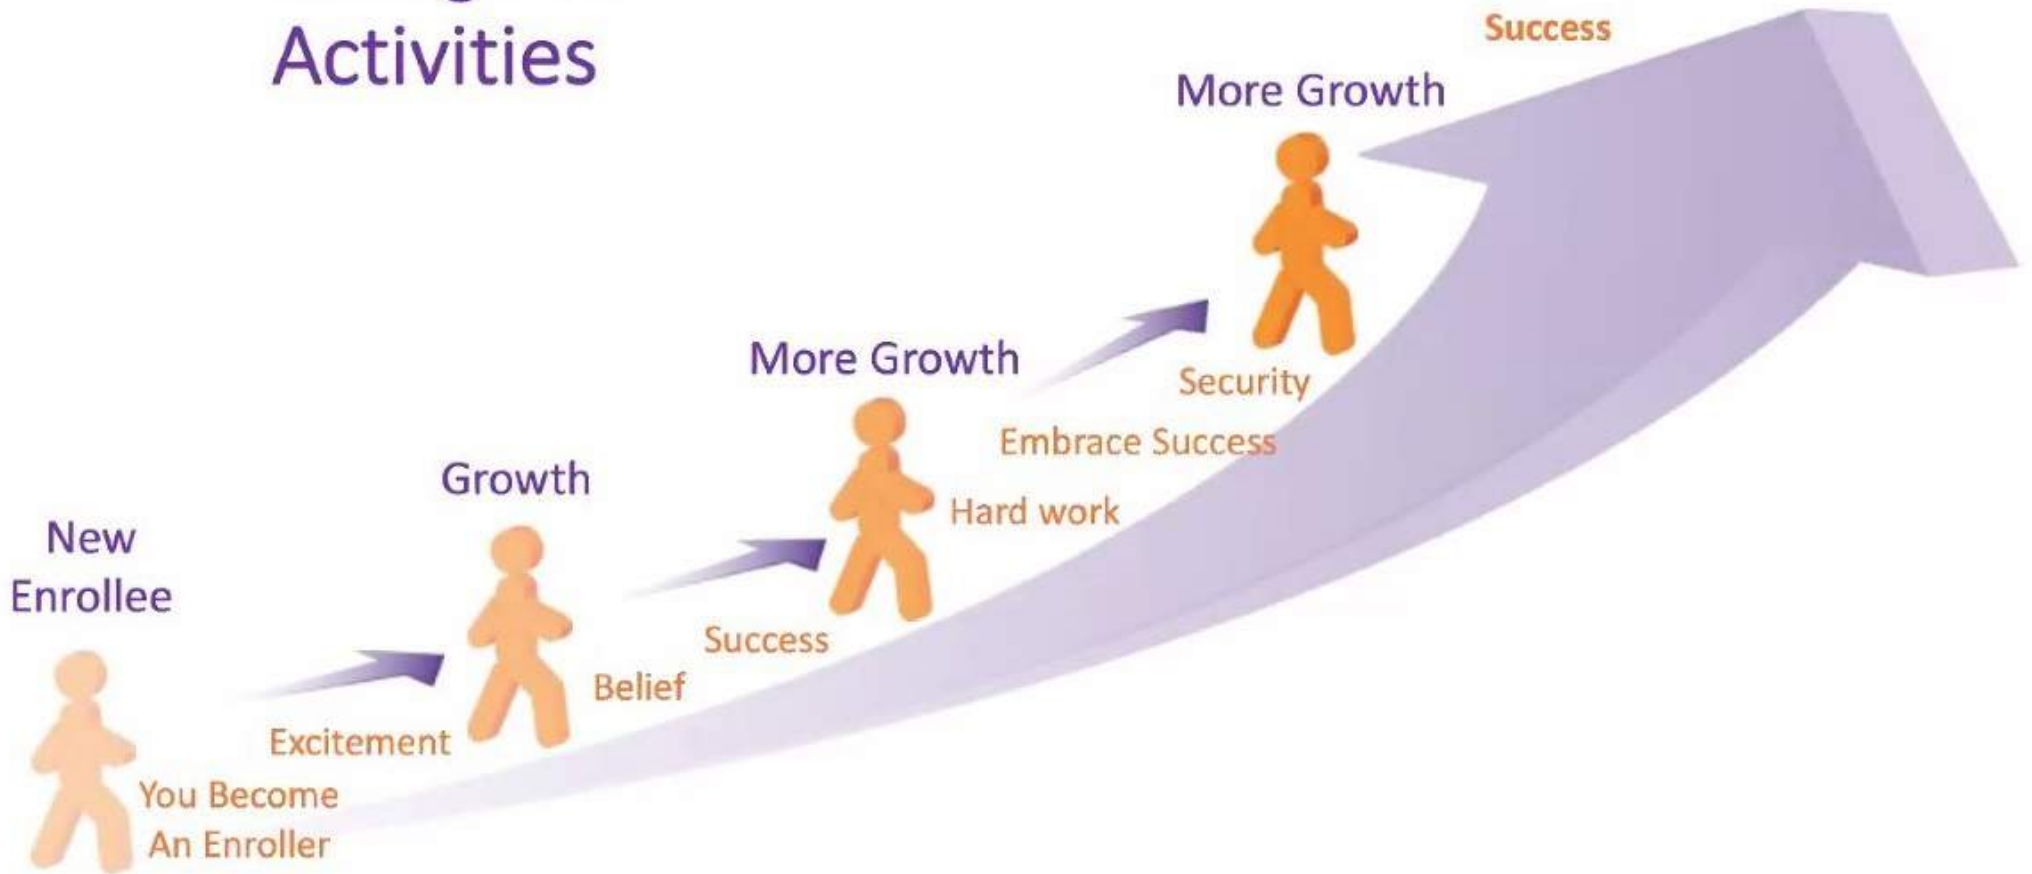 Activities
Success
More Growth
Security
More Growth
Embrace Success
Hard work
Growth
Success
Belief
New
Enrollee
Excitement
You Become
An Enroller